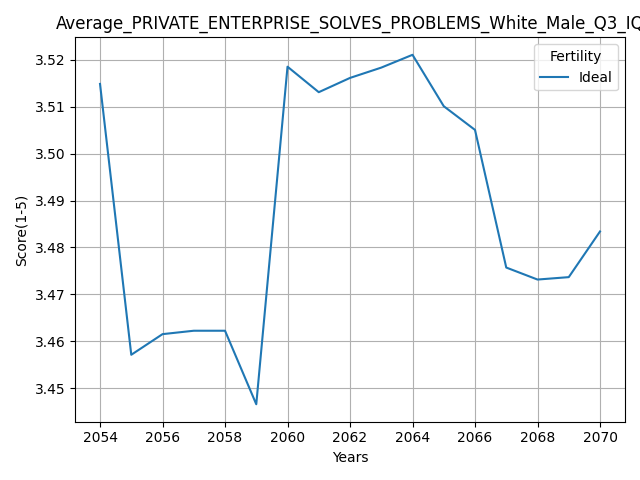 Average_PRIVATE_ENTERPRISE_SOLVES_PROBLEMS_White_Male_Q3_IQ
Fertility
Ideal
3.52
3.51
3.50
3.49
3.48
3.47
3.46
3.45
Score(1-5)
2054 2056 2058 2060 2062 2064 2066 2068 2070
Years